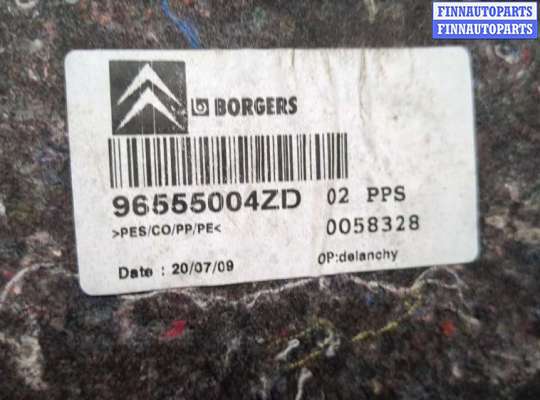 FINNAUTOPARTS
FINNAUTOPARTS
BORGERS
96555004ZD 02 PPS
>PES/CO/PP/PE< 0058328
Date : 20/07/09 OP:delanchy